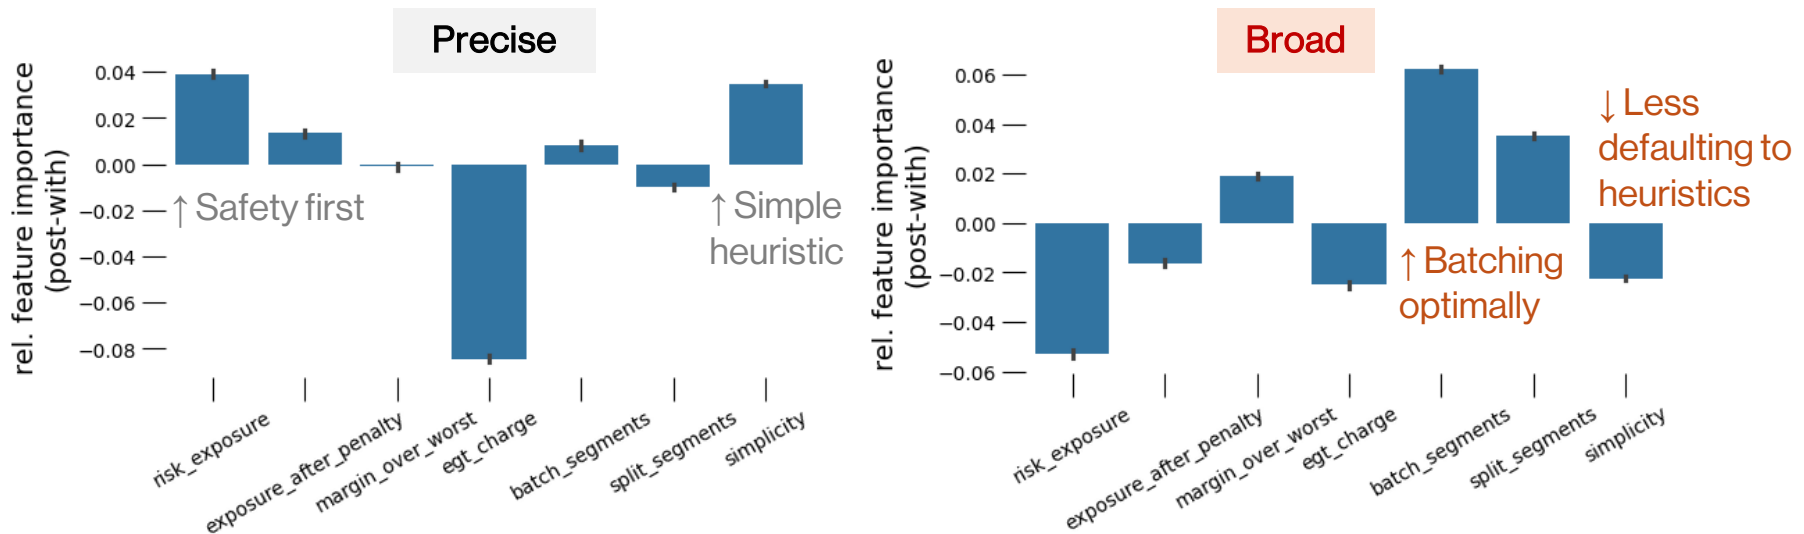 Precise
rel. feature importance
(post-with)
0.04
0.02
0.00
−0.02
−0.04
−0.06
−0.08
↑ Safety first
↑ Simple
heuristic
risk_exposure
exposure_after_penalty
margin_over_worst
egt_charge
batch_segments
split_segments
simplicity
Broad
rel. feature importance
(post-with)
0.06
0.04
0.02
0.00
−0.02
−0.04
−0.06
↓ Less
defaulting to
heuristics
↑ Batching
optimally
risk_exposure
exposure_after_penalty
margin_over_worst
egt_charge
batch_segments
split_segments
simplicity